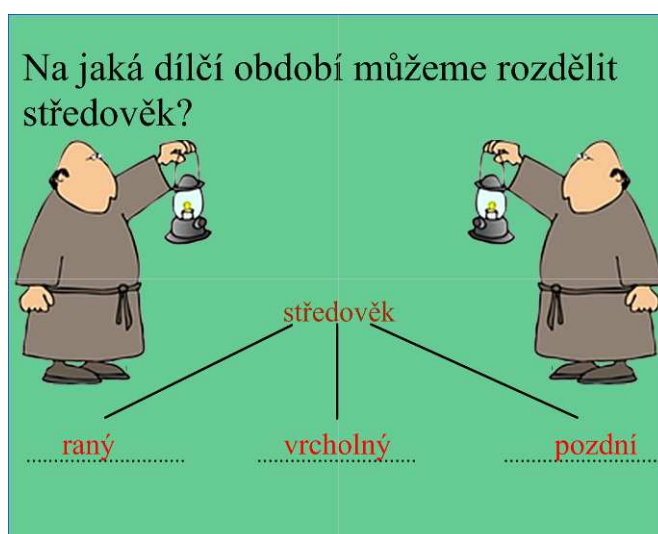 Na jaká dílčí období můžeme rozdělit
středověk?
středověk
raný vrcholný pozdní